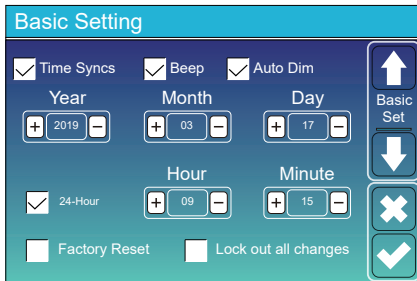 Basic Setting
Time Syncs Beep Auto Dim
Year Month Day
+ 2019 − + 03 − + 17 −
Basic
Set
Hour Minute
24-Hour + 09 − + 15 −
Factory Reset Lock out all changes